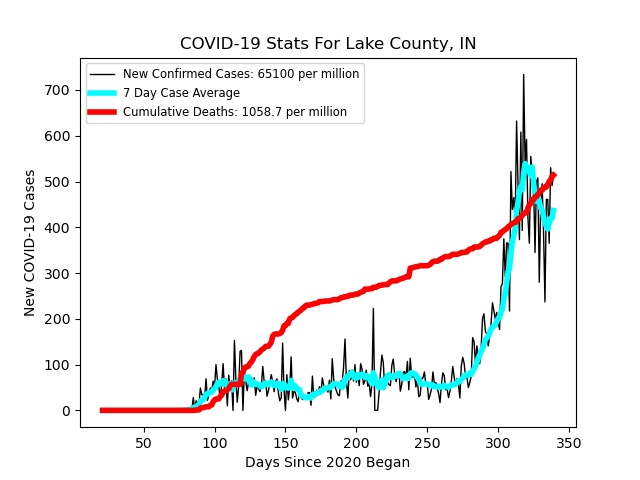 COVID-19 Stats For Lake County, IN
New Confirmed Cases: 65100 per million
7 Day Case Average
Cumulative Deaths: 1058.7 per million
New COVID-19 Cases
700
600
500
400
300
200
100
0
50
100
150
200
250
300
350
Days Since 2020 Began